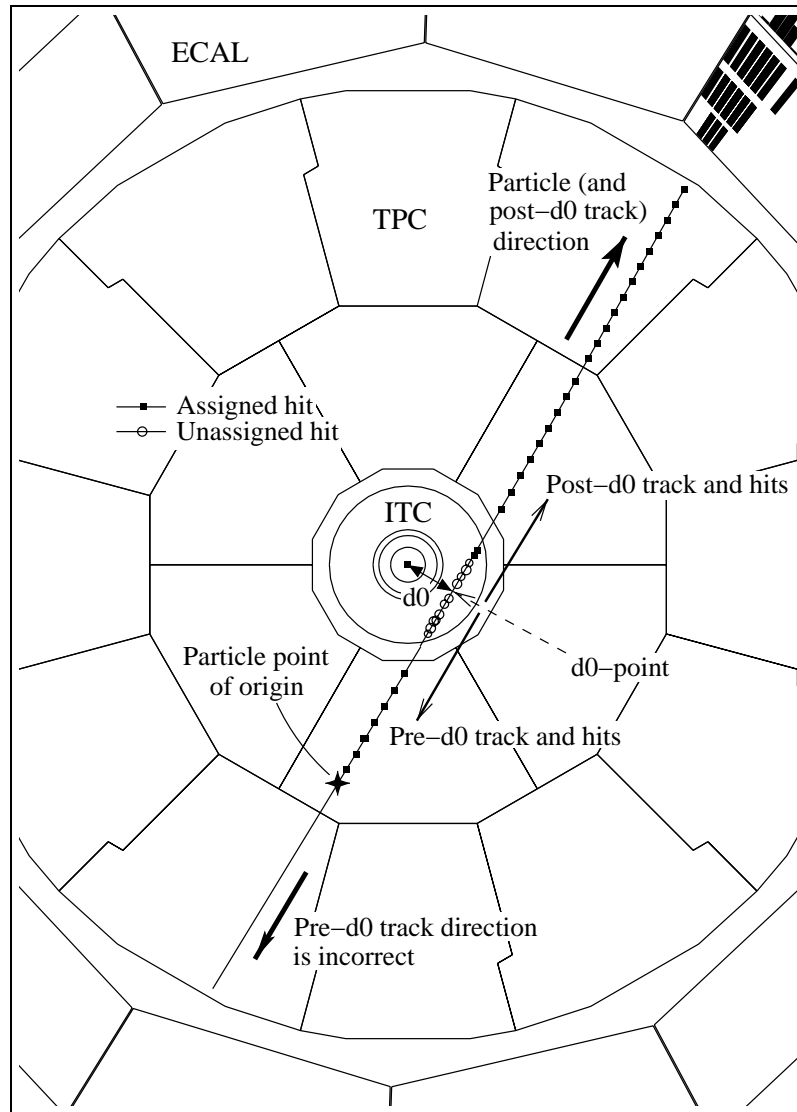 ECAL
Particle (and
post−d0 track)
direction
TPC
Assigned hit
Unassigned hit
Post−d0 track and hits
ITC
d0
d0−point
Particle point
of origin
Pre−d0 track and hits
Pre−d0 track direction
is incorrect